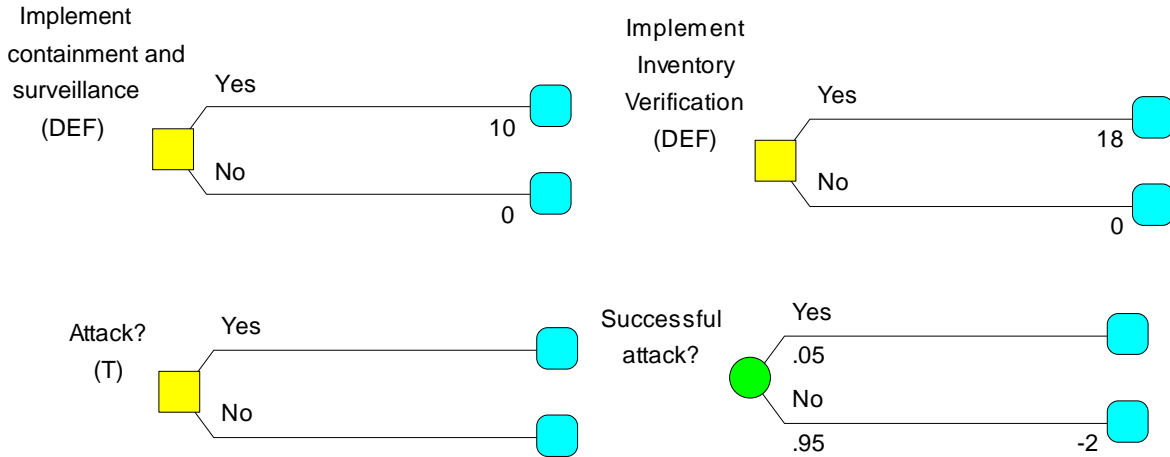 Implement
containment and
surveillance
(DEF)
Yes
10
No
0
Implement
Inventory
Verification
(DEF)
Yes
18
No
0
Attack?
(T)
Yes
No
Successful
attack?
Yes
.05
No
.95
-2